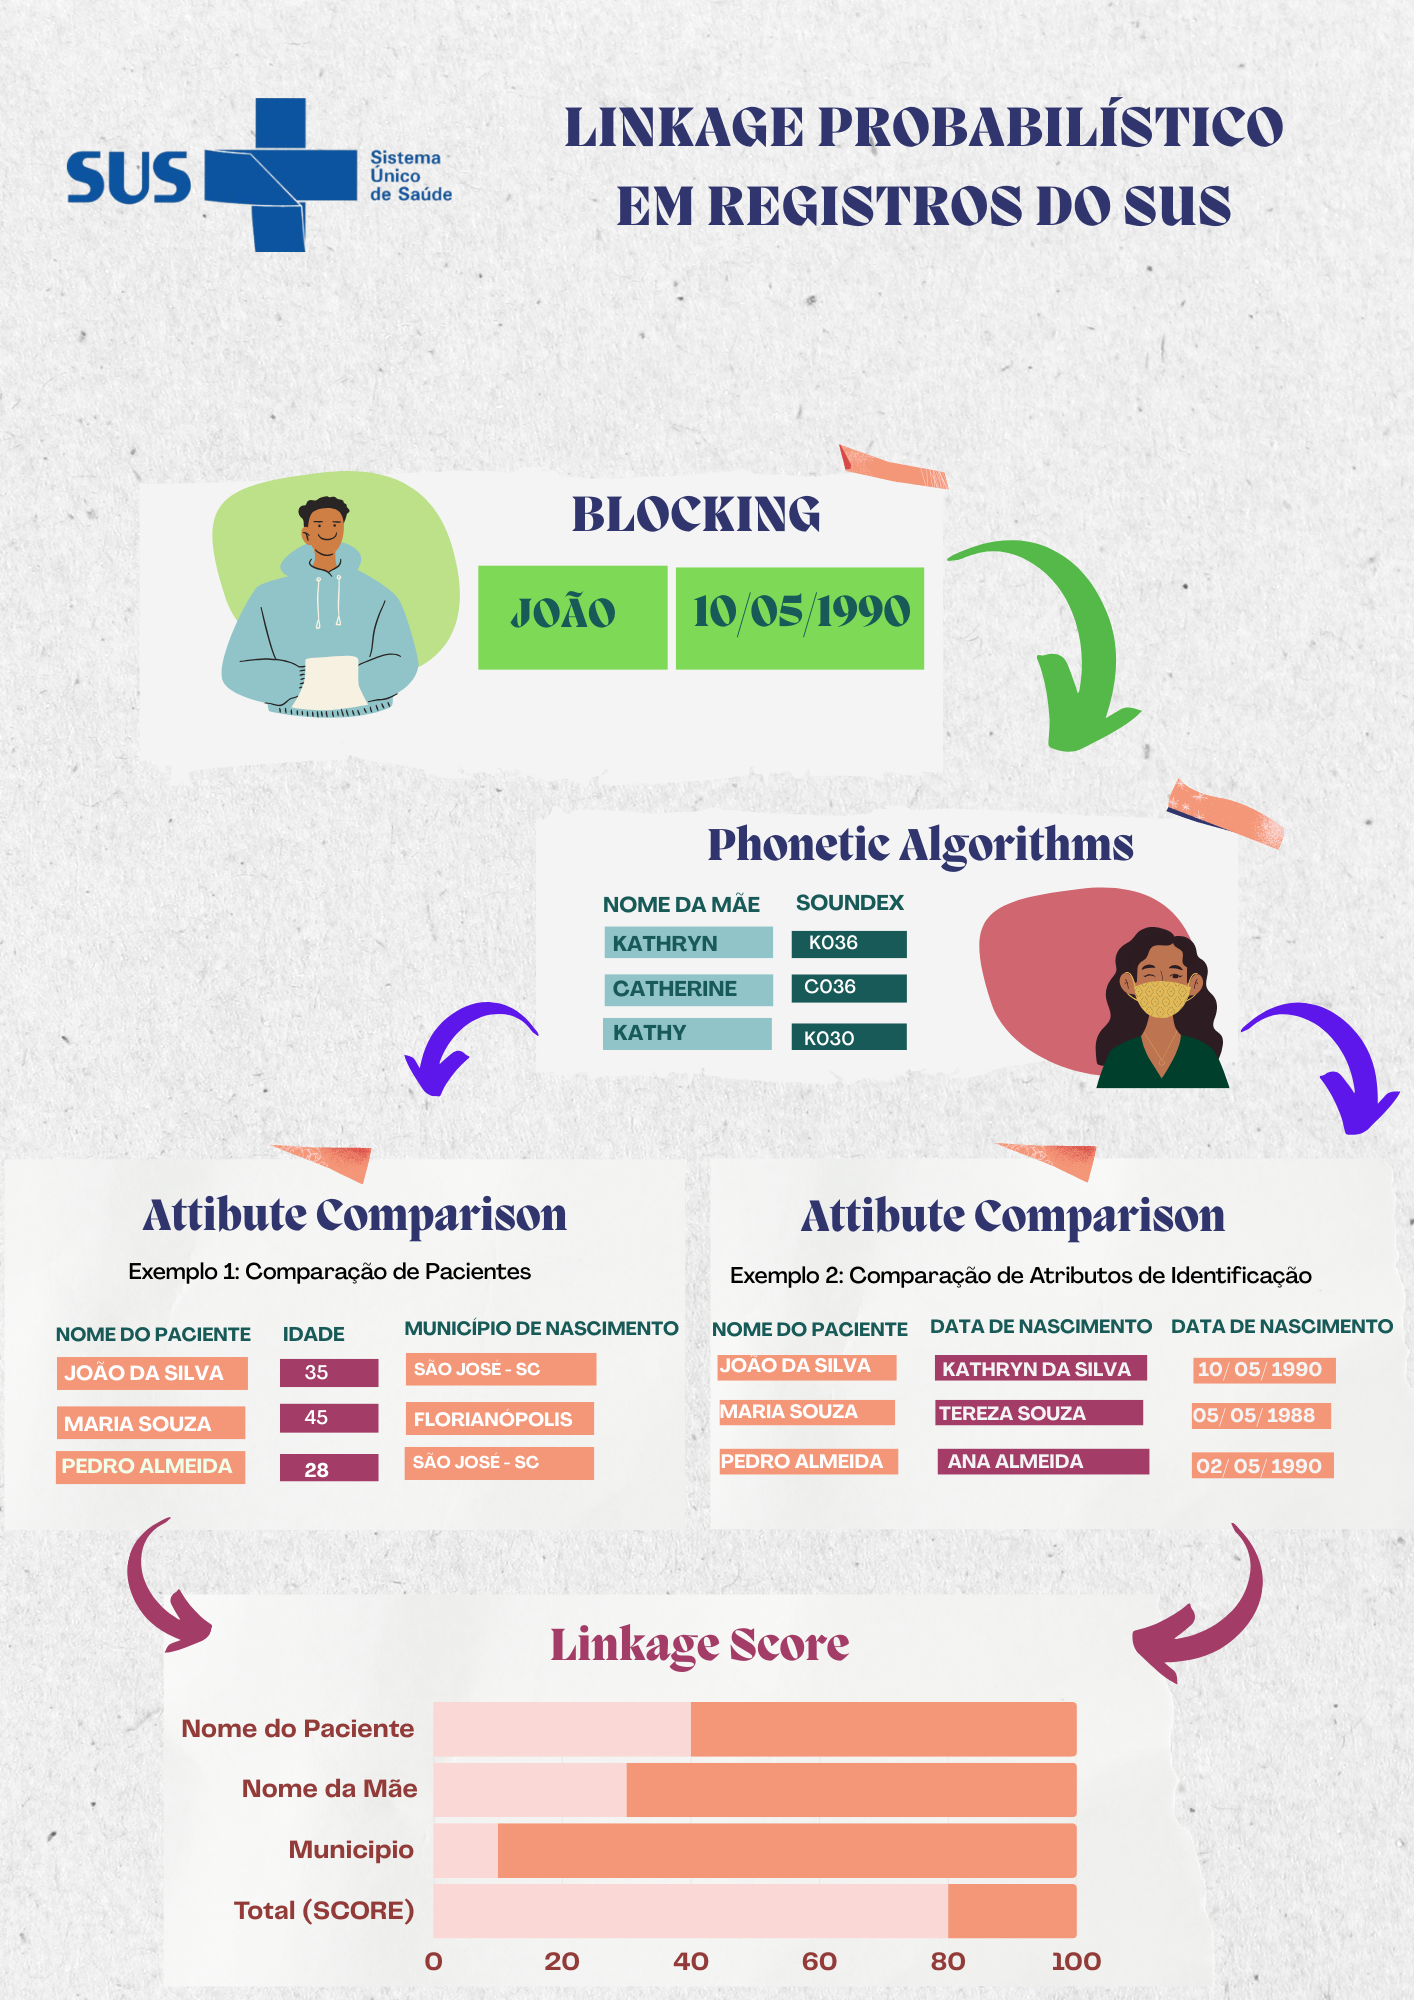 SUS
Sistema
Único
de Saúde
LINKAGE PROBABILÍSTICO
EM REGISTROS DO SUS
BLOCKING
JOÃO 10/05/1990
Phonetic Algorithms
NOME DA MÃE SOUNDEX
KATHRYN K036
CATHERINE C036
KATHY K030
Attibute Comparison
Exemplo 1: Comparação de Pacientes
NOME DO PACIENTE IDADE MUNICÍPIO DE NASCIMENTO
JOÃO DA SILVA 35 SÃO JOSÉ - SC
MARIA SOUZA 45 FLORIANÓPOLIS
PEDRO ALMEIDA 28 SÃO JOSÉ - SC
Attibute Comparison
Exemplo 2: Comparação de Atributos de Identificação
NOME DO PACIENTE DATA DE NASCIMENTO DATA DE NASCIMENTO
JOÃO DA SILVA KATHRYN DA SILVA 10/ 05/ 1990
MARIA SOUZA TEREZA SOUZA 05/ 05/ 1988
PEDRO ALMEIDA ANA ALMEIDA 02/ 05/ 1990
Linkage Score
Nome do Paciente
Nome da Mãe
Municipio
Total (SCORE)
0 20 40 60 80 100